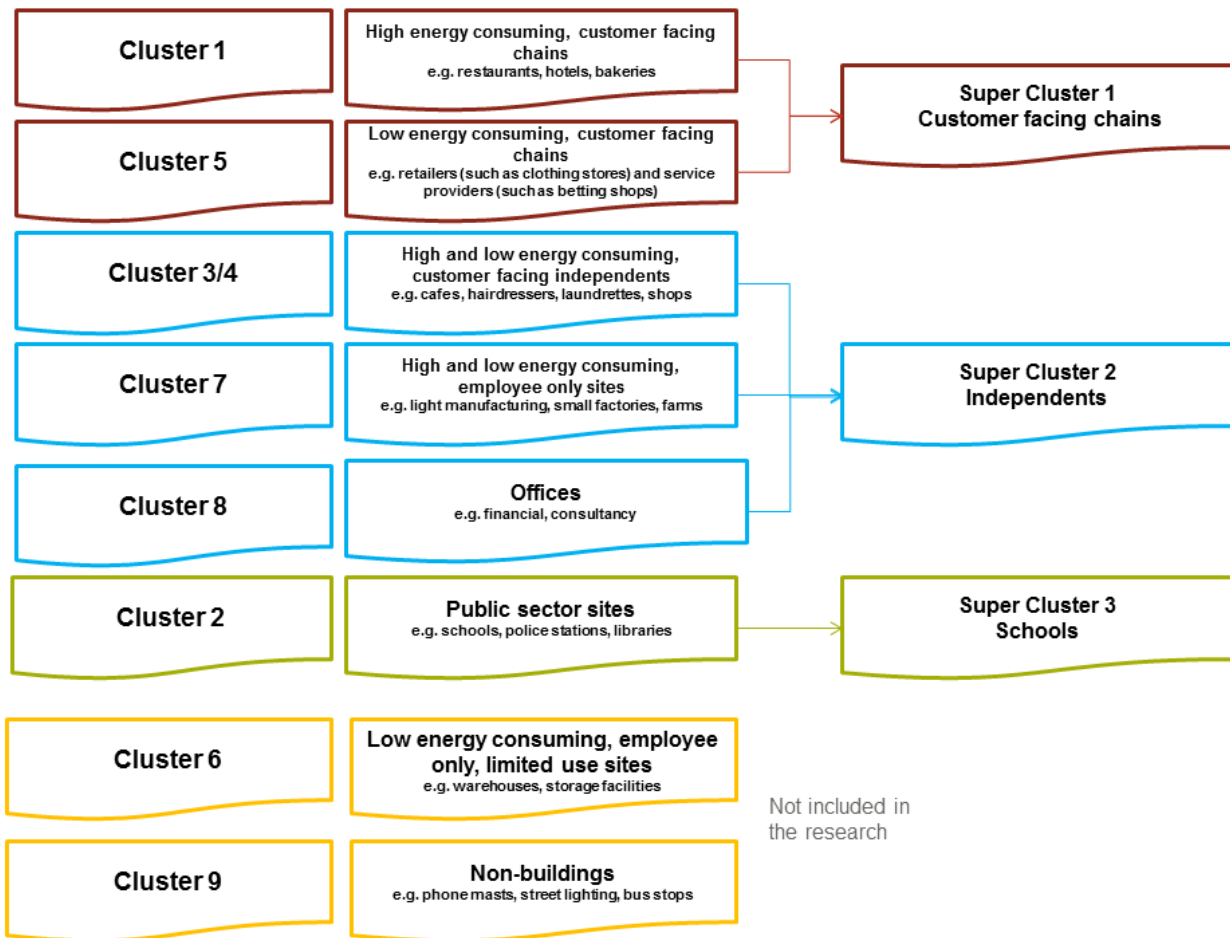 Cluster 1
High energy consuming, customer facing
chains
e.g. restaurants, hotels, bakeries
Cluster 5
Low energy consuming, customer facing
chains
e.g. retailers (such as clothing stores) and service
providers (such as betting shops)
Super Cluster 1
Customer facing chains
Cluster 3/4
High and low energy consuming,
customer facing independents
e.g. cafes, hairdressers, laundrettes, shops
Cluster 7
High and low energy consuming,
employee only sites
e.g. light manufacturing, small factories, farms
Cluster 8
Offices
e.g. financial, consultancy
Super Cluster 2
Independents
Cluster 2
Public sector sites
e.g. schools, police stations, libraries
Super Cluster 3
Schools
Cluster 6
Low energy consuming, employee
only, limited use sites
e.g. warehouses, storage facilities
Cluster 9
Non-buildings
e.g. phone masts, street lighting, bus stops
Not included in
the research